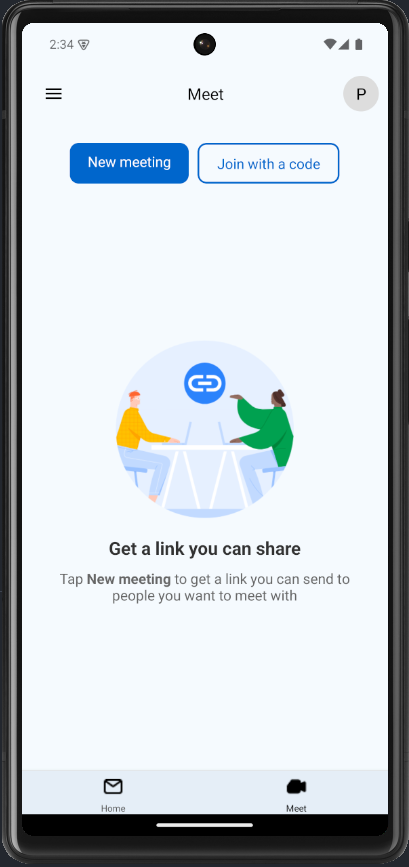 2:34
Meet
P
New meeting
Join with a code
Get a link you can share
Tap New meeting to get a link you can send to
people you want to meet with
Home
Meet